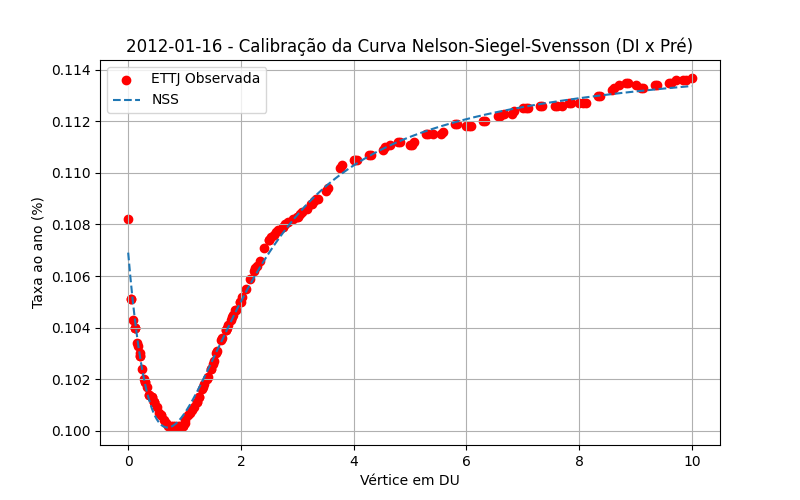 2012-01-16 - Calibração da Curva Nelson-Siegel-Svensson (DI x Pré)
ETTJ Observada
NSS
Taxa ao ano (%)
0.114
0.112
0.110
0.108
0.106
0.104
0.102
0.100
0 2 4 6 8 10
Vértice em DU